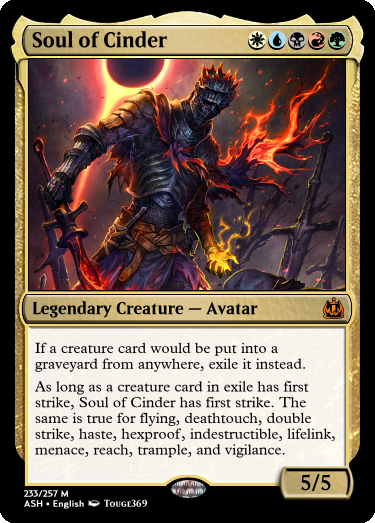 Soul of Cinder
Legendary Creature — Avatar
If a creature card would be put into a
graveyard from anywhere, exile it instead.
As long as a creature card in exile has first
strike, Soul of Cinder has first strike. The
same is true for flying, deathtouch, double
strike, haste, hexproof, indestructible, lifelink,
menace, reach, trample, and vigilance.
5/5
233/257 M
ASH • English Touge369